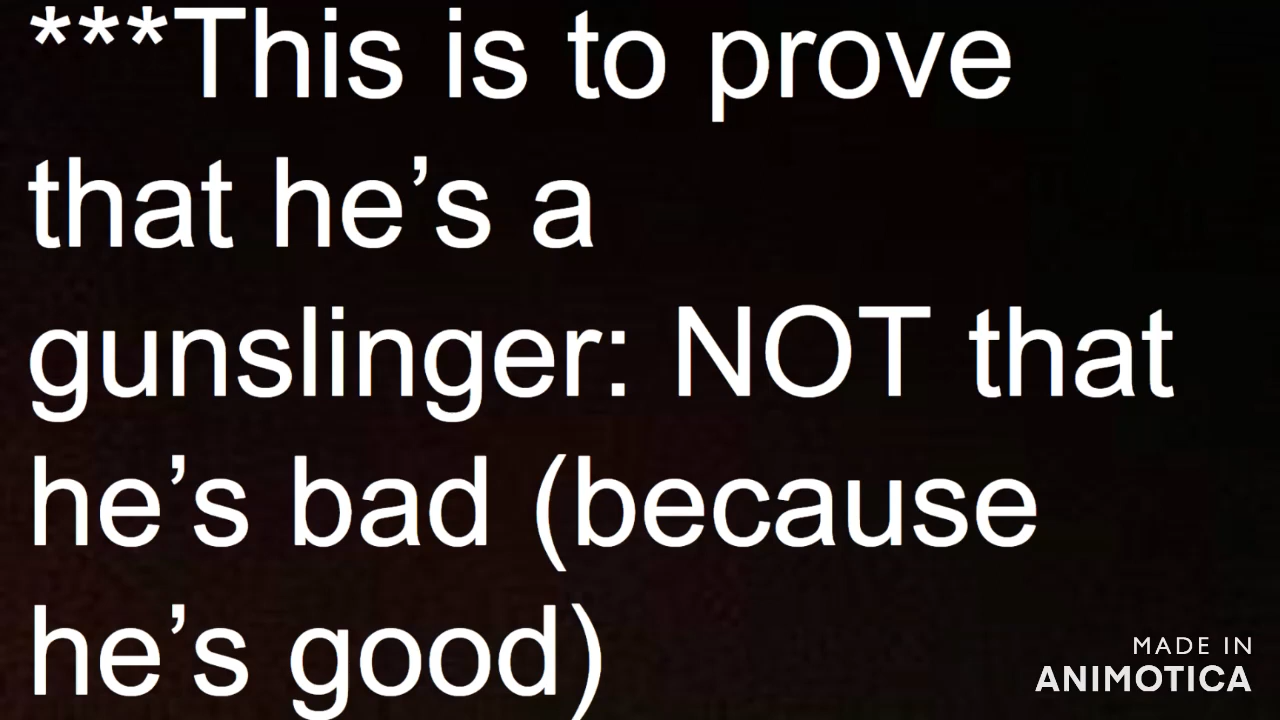 ***This is to prove
that he’s a
gunslinger: NOT that
he’s bad (because
he’s good)
MADE IN
ANIMOTICA